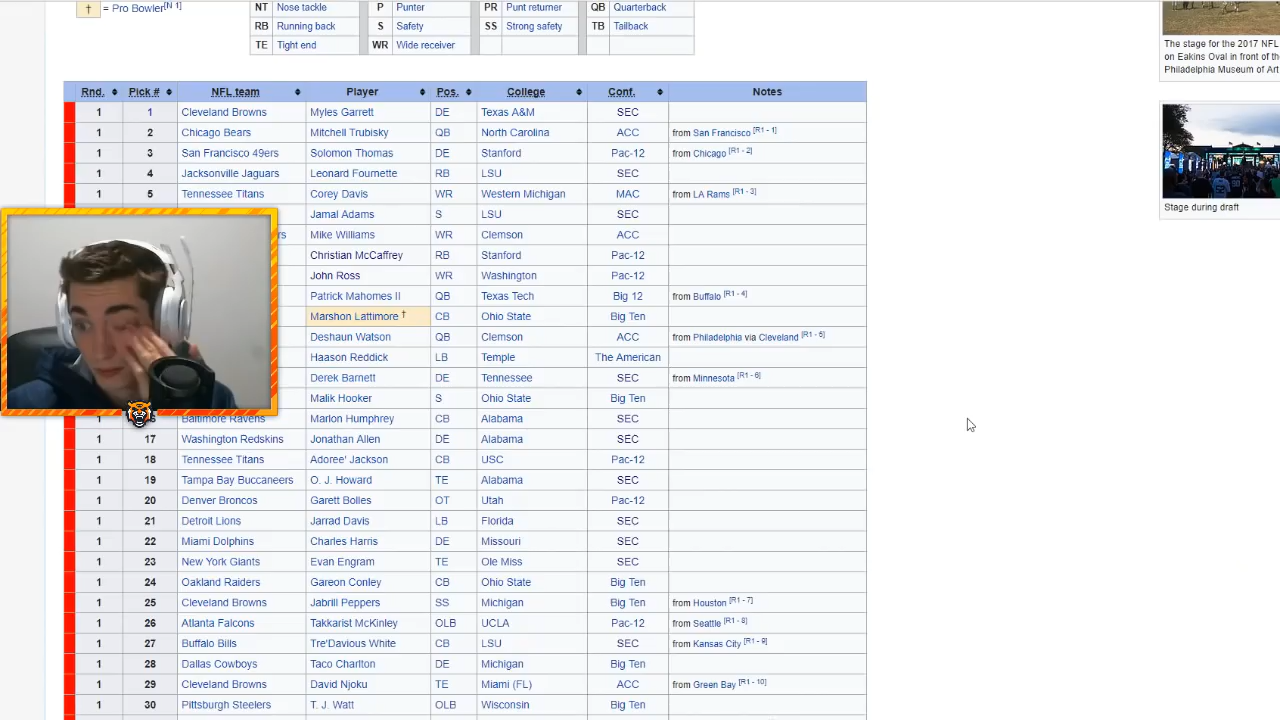 † = Pro Bowler[N 1]
NT Nose tackle P Punter PR Punt returner QB Quarterback
RB Running back S Safety SS Strong safety TB Tailback
TE Tight end WR Wide receiver
The stage for the 2017 NFL
on Eakins Oval in front of the
Philadelphia Museum of Art
Rnd. Pick # NFL team Player Pos. College Conf. Notes
1 1 Cleveland Browns Myles Garrett DE Texas A&M SEC
1 2 Chicago Bears Mitchell Trubisky QB North Carolina ACC from San Francisco [R1 - 1]
1 3 San Francisco 49ers Solomon Thomas DE Stanford Pac-12 from Chicago [R1 - 2]
1 4 Jacksonville Jaguars Leonard Fournette RB LSU SEC
1 5 Tennessee Titans Corey Davis WR Western Michigan MAC from LA Rams [R1 - 3]
Stage during draft
Jamal Adams S LSU SEC
Mike Williams WR Clemson ACC
Christian McCaffrey RB Stanford Pac-12
John Ross WR Washington Pac-12
Patrick Mahomes II QB Texas Tech Big 12 from Buffalo [R1 - 4]
Marshon Lattimore † CB Ohio State Big Ten
Deshaun Watson QB Clemson ACC from Philadelphia via Cleveland [R1 - 5]
Haason Reddick LB Temple The American
Derek Barnett DE Tennessee SEC from Minnesota [R1 - 6]
Malik Hooker S Ohio State Big Ten
Baltimore Ravens Marlon Humphrey CB Alabama SEC
1 17 Washington Redskins Jonathan Allen DE Alabama SEC
1 18 Tennessee Titans Adoree' Jackson CB USC Pac-12
1 19 Tampa Bay Buccaneers O. J. Howard TE Alabama SEC
1 20 Denver Broncos Garett Bolles OT Utah Pac-12
1 21 Detroit Lions Jarrad Davis LB Florida SEC
1 22 Miami Dolphins Charles Harris DE Missouri SEC
1 23 New York Giants Evan Engram TE Ole Miss SEC
1 24 Oakland Raiders Gareon Conley CB Ohio State Big Ten
1 25 Cleveland Browns Jabrill Peppers SS Michigan Big Ten from Houston [R1 - 7]
1 26 Atlanta Falcons Takkarist McKinley OLB UCLA Pac-12 from Seattle [R1 - 8]
1 27 Buffalo Bills Tre'Davious White CB LSU SEC from Kansas City [R1 - 9]
1 28 Dallas Cowboys Taco Charlton DE Michigan Big Ten
1 29 Cleveland Browns David Njoku TE Miami (FL) ACC from Green Bay [R1 - 10]
1 30 Pittsburgh Steelers T. J. Watt OLB Wisconsin Big Ten